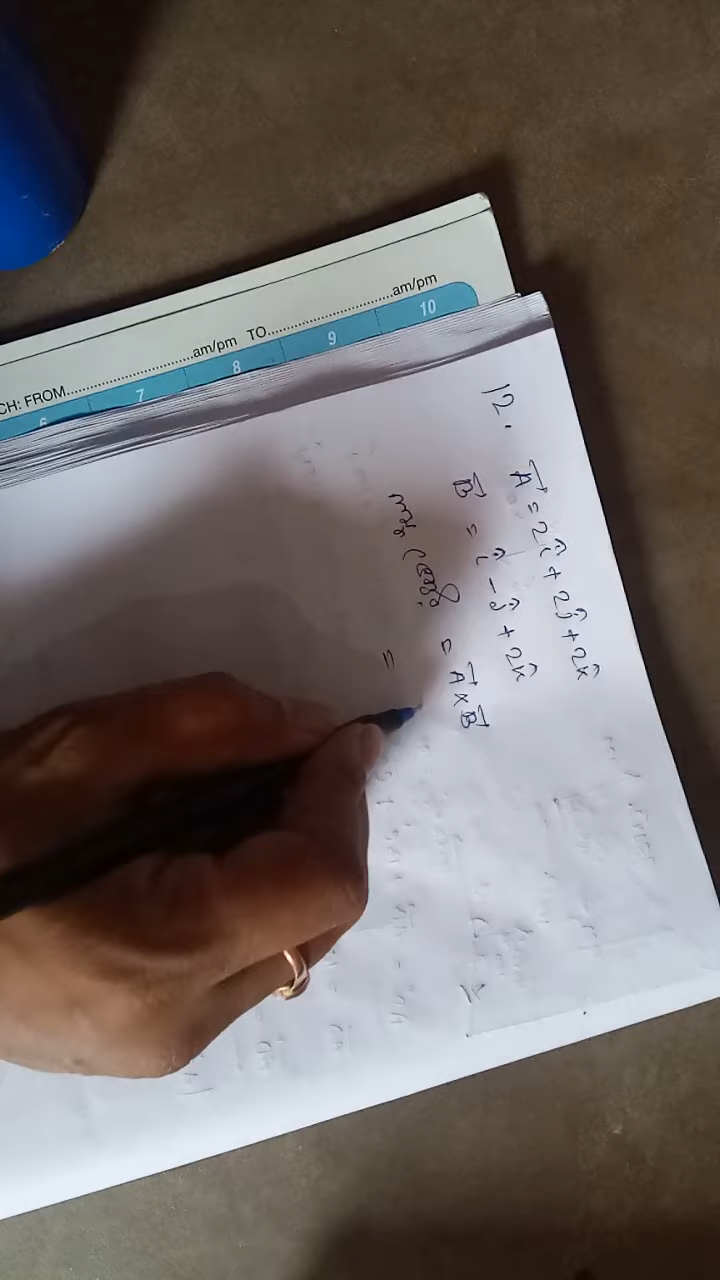 CH: FROM..............................am/pm TO..............................am/pm
6 7 8 9 10
12. A⃗ = 2î + 2ĵ + 2k̂
B⃗ = î - ĵ + 2k̂
= A⃗ x B⃗
=